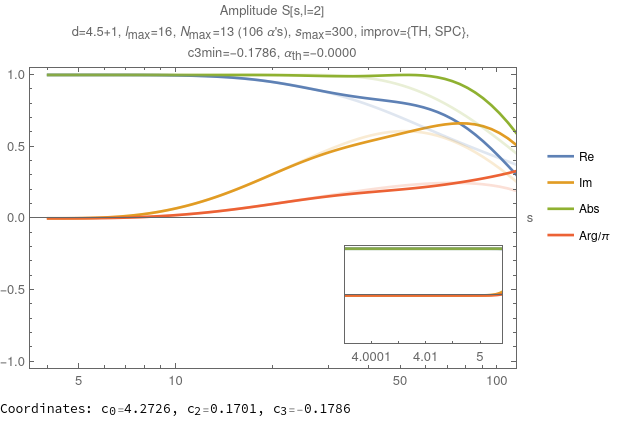 Amplitude S[s,l=2]
d=4.5+1, lmax=16, Nmax=13 (106 α's), smax=300, improv={TH, SPC},
c3min=-0.1786, αth=-0.0000
1.0
0.5
0.0
-0.5
-1.0
s
Re
Im
Abs
Arg/π
4.0001 4.01 5
5 10 50 100
Coordinates: c0=4.2726, c2=0.1701, c3=-0.1786